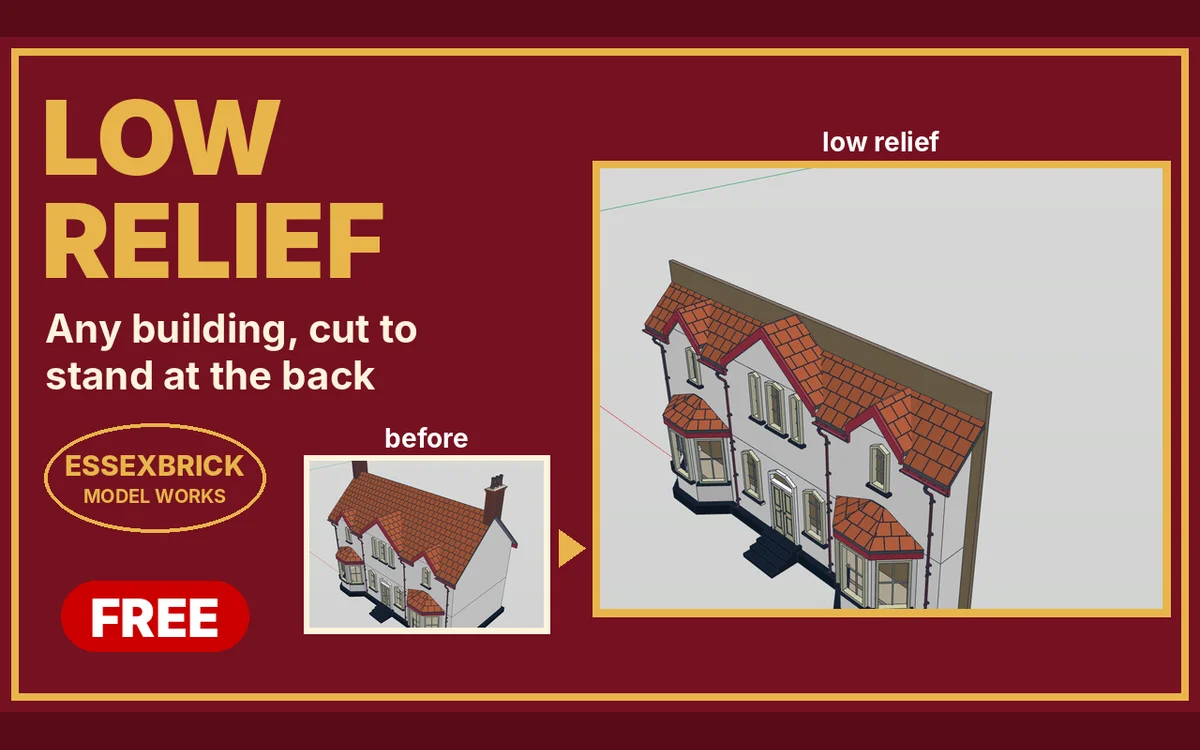 LOW
RELIEF
Any building, cut to
stand at the back
ESSEXBRICK
MODEL WORKS
FREE
before
low relief